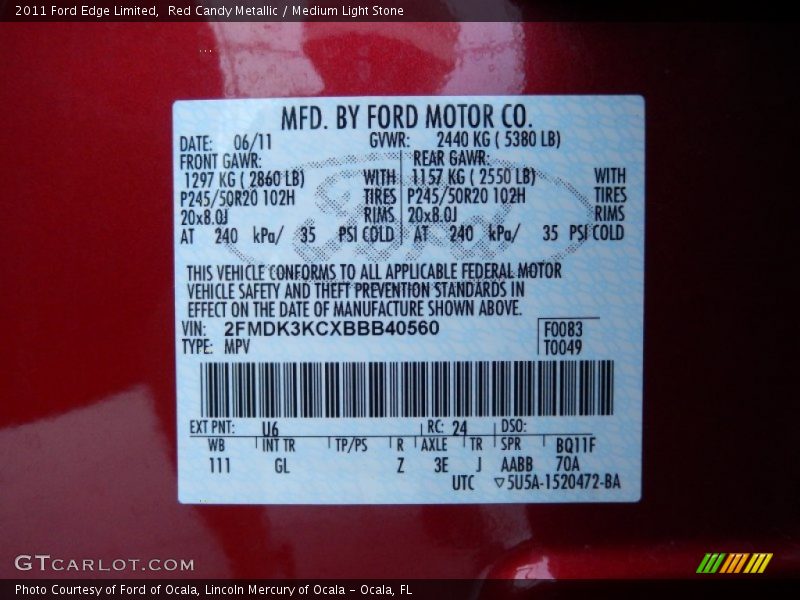 2011 Ford Edge Limited,  Red Candy Metallic / Medium Light Stone
MFD. BY FORD MOTOR CO.
DATE: 06/11 GVWR: 2440 KG ( 5380 LB)
FRONT GAWR: REAR GAWR:
1297 KG ( 2860 LB) WITH 1157 KG ( 2550 LB) WITH
P245/50R20 102H TIRES P245/50R20 102H TIRES
20x8.0J RIMS 20x8.0J RIMS
AT 240 kPa/ 35 PSI COLD AT 240 kPa/ 35 PSI COLD
THIS VEHICLE CONFORMS TO ALL APPLICABLE FEDERAL MOTOR
VEHICLE SAFETY AND THEFT PREVENTION STANDARDS IN
EFFECT ON THE DATE OF MANUFACTURE SHOWN ABOVE.
VIN: 2FMDK3KCXBBB40560 F0083
TYPE: MPV T0049
EXT PNT: U6 RC: 24 DSO:
WB INT TR TP/PS R AXLE TR SPR BQ11F
111 GL Z 3E J AABB 70A
UTC ▽5U5A-1520472-BA
GTCARLOT.COM
Photo Courtesy of Ford of Ocala, Lincoln Mercury of Ocala - Ocala, FL